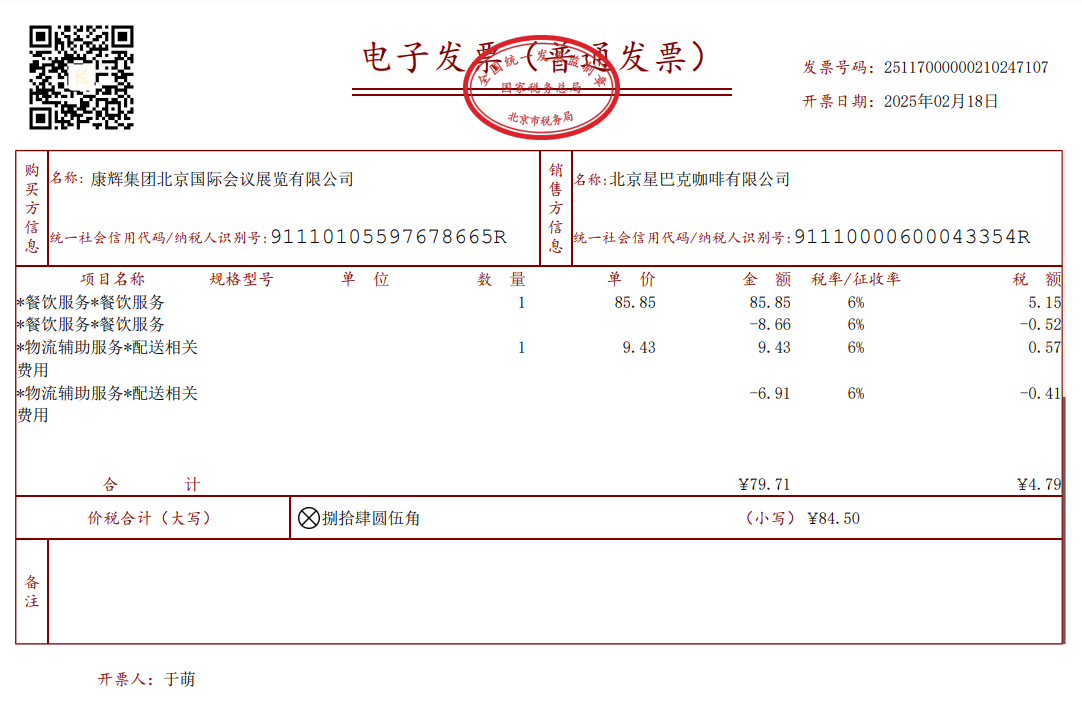 电子发票（普通发票）
全国统一发票监制章
国家税务总局
北京市税务局
发票号码：25117000000210247107
开票日期：2025年02月18日
购买方信息
名称：康辉集团北京国际会议展览有限公司
统一社会信用代码/纳税人识别号：91110105597678665R
销售方信息
名称：北京星巴克咖啡有限公司
统一社会信用代码/纳税人识别号：91110000600043354R
项目名称 规格型号 单 位 数 量 单 价 金 额 税率/征收率 税 额
*餐饮服务*餐饮服务 1 85.85 85.85 6% 5.15
*餐饮服务*餐饮服务 -8.66 6% -0.52
*物流辅助服务*配送相关 1 9.43 9.43 6% 0.57
费用
*物流辅助服务*配送相关 -6.91 6% -0.41
费用
合 计 ¥79.71 ¥4.79
价税合计（大写） ⊗捌拾肆圆伍角 （小写）¥84.50
备注
开票人：于萌